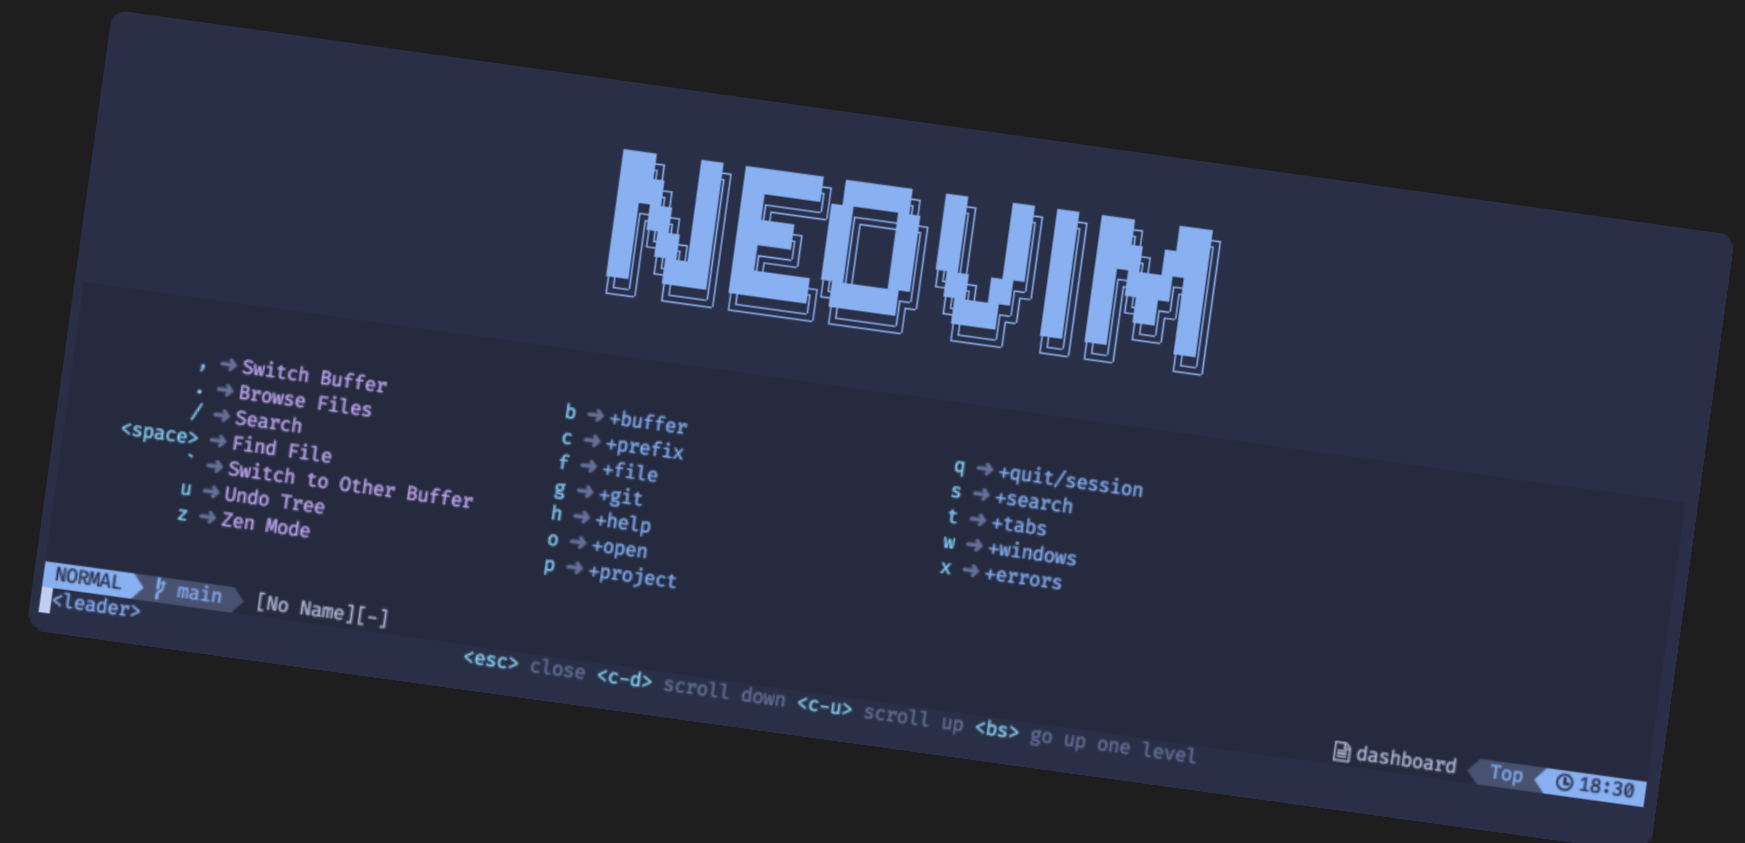 NEOVIM
, ➜ Switch Buffer
. ➜ Browse Files
/ ➜ Search
<space> ➜ Find File
` ➜ Switch to Other Buffer
u ➜ Undo Tree
z ➜ Zen Mode
b ➜ +buffer
c ➜ +prefix
f ➜ +file
g ➜ +git
h ➜ +help
o ➜ +open
p ➜ +project
q ➜ +quit/session
s ➜ +search
t ➜ +tabs
w ➜ +windows
x ➜ +errors
NORMAL main [No Name][-] dashboard Top 18:30
<leader>
<esc> close <c-d> scroll down <c-u> scroll up <bs> go up one level